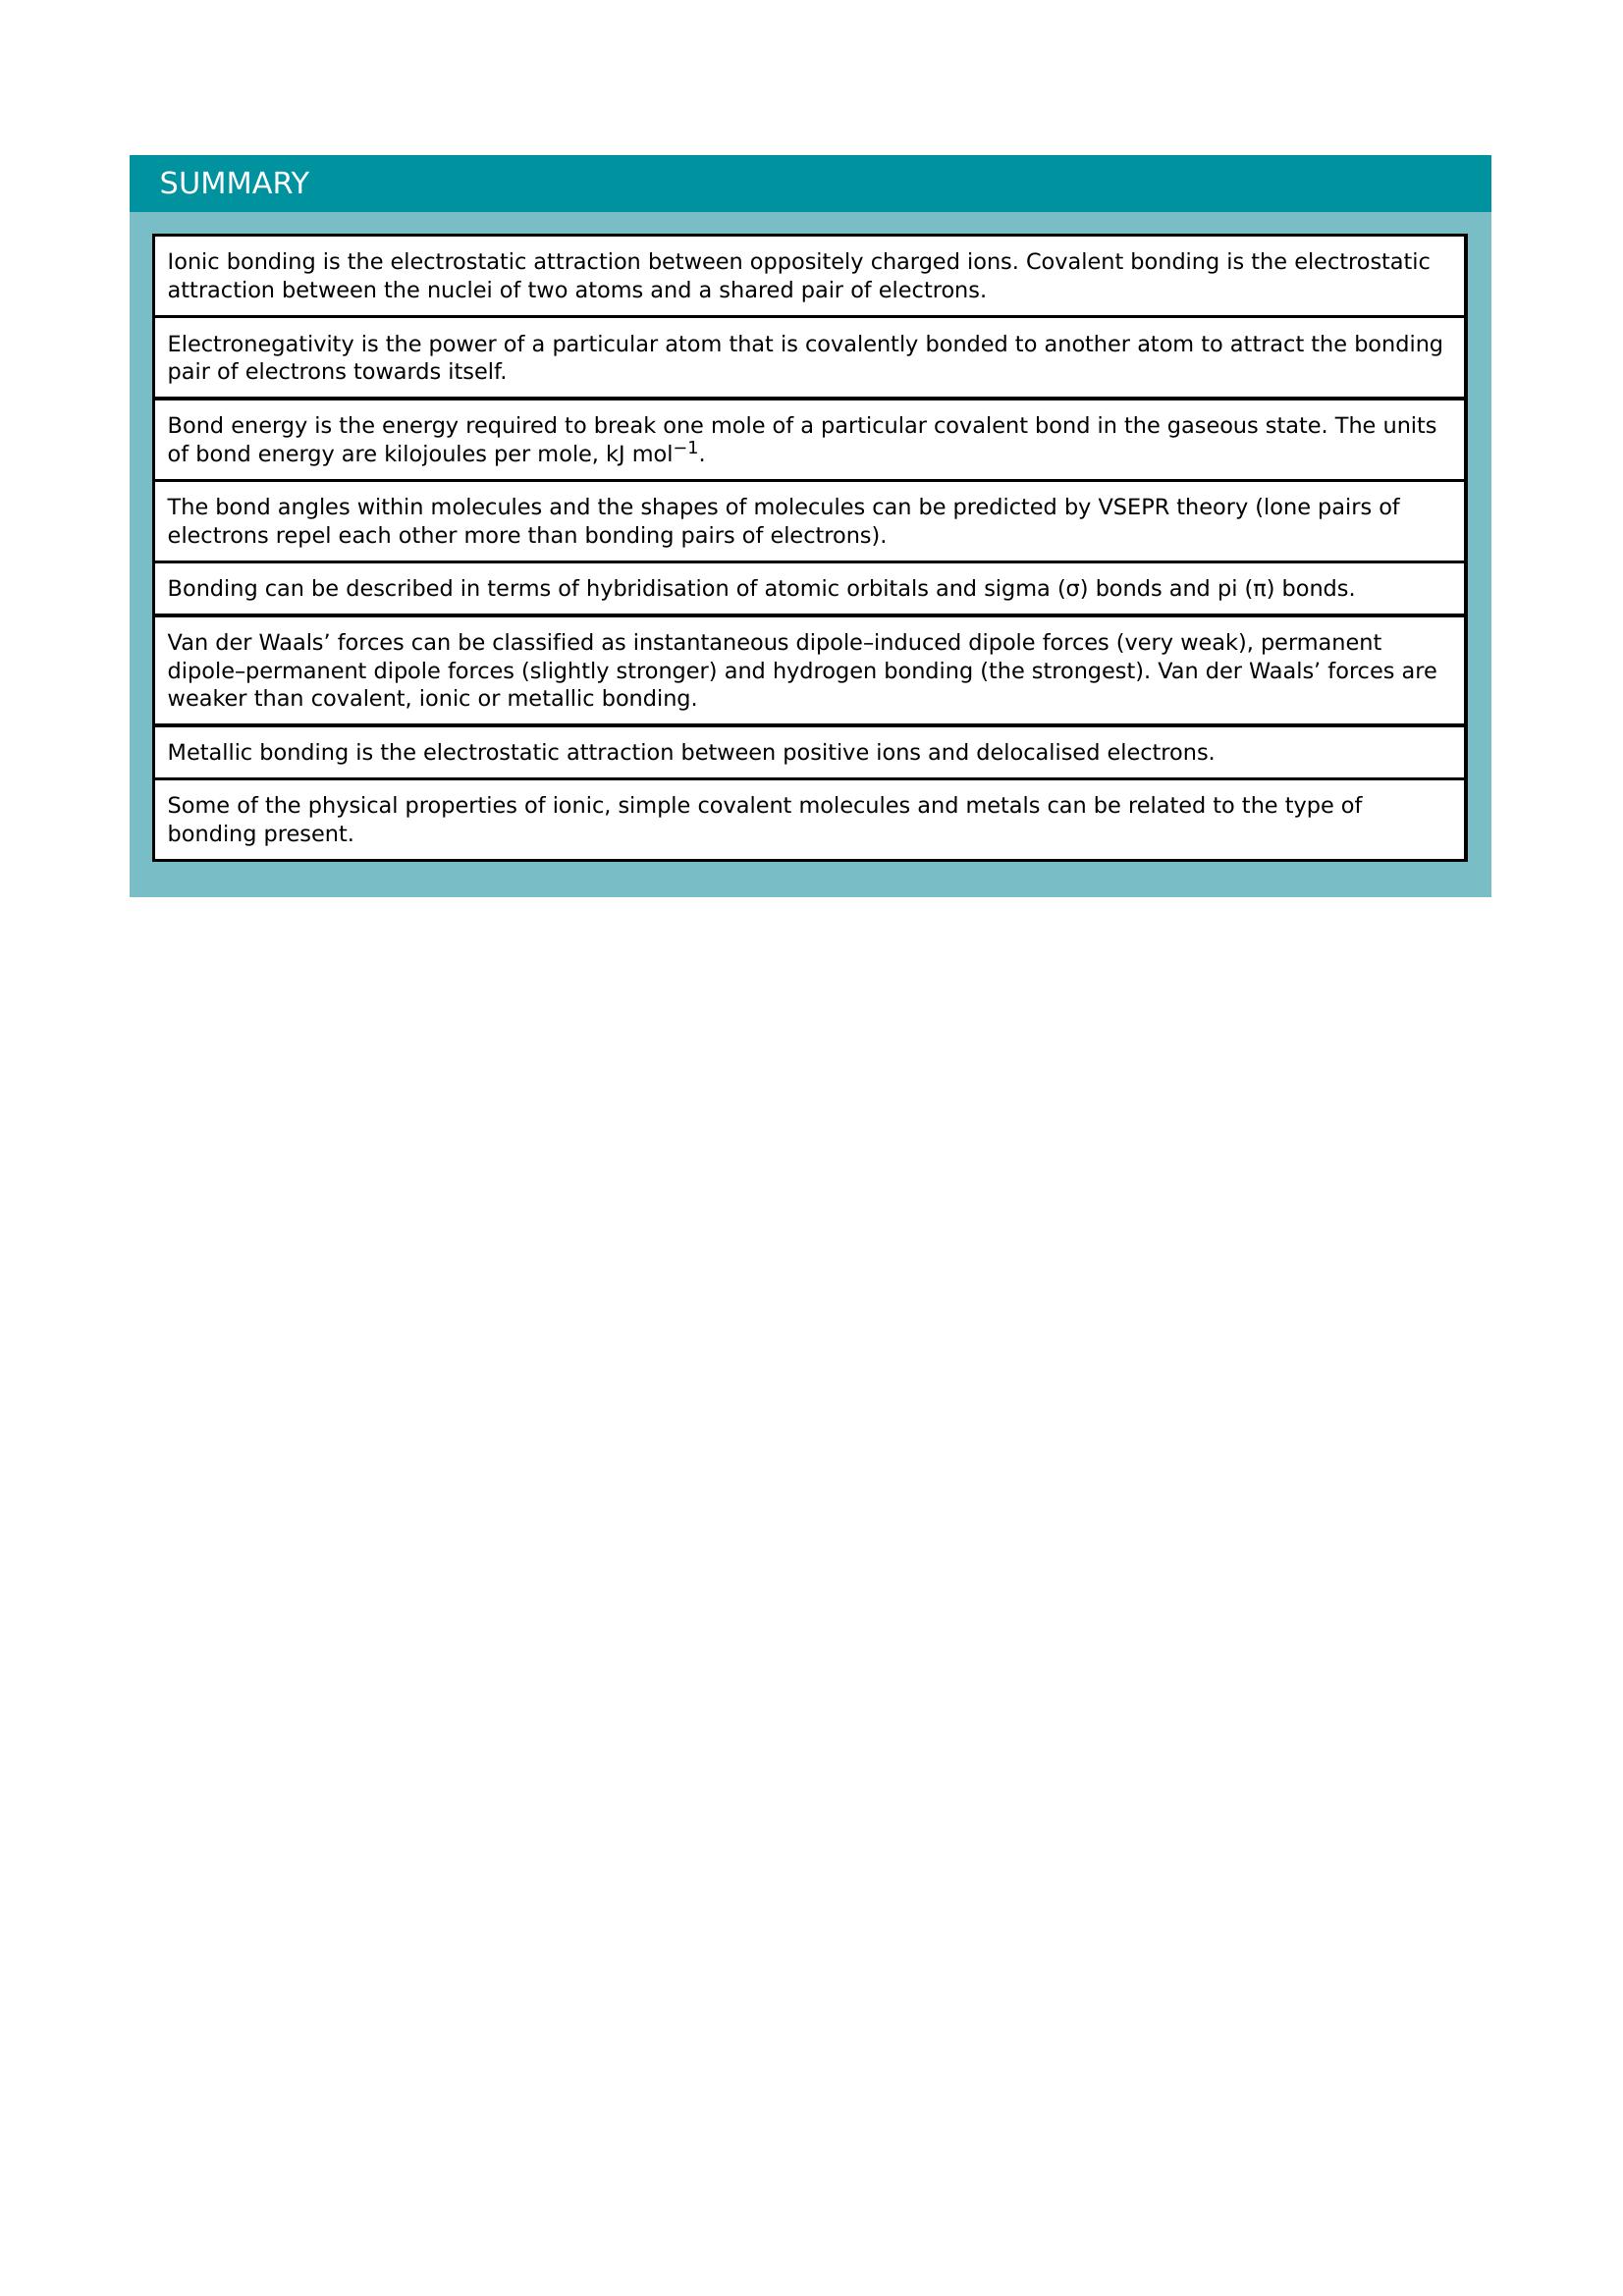 SUMMARY
Ionic bonding is the electrostatic attraction between oppositely charged ions. Covalent bonding is the electrostatic
attraction between the nuclei of two atoms and a shared pair of electrons.
Electronegativity is the power of a particular atom that is covalently bonded to another atom to attract the bonding
pair of electrons towards itself.
Bond energy is the energy required to break one mole of a particular covalent bond in the gaseous state. The units
of bond energy are kilojoules per mole, kJ mol⁻¹.
The bond angles within molecules and the shapes of molecules can be predicted by VSEPR theory (lone pairs of
electrons repel each other more than bonding pairs of electrons).
Bonding can be described in terms of hybridisation of atomic orbitals and sigma (σ) bonds and pi (π) bonds.
Van der Waals’ forces can be classified as instantaneous dipole–induced dipole forces (very weak), permanent
dipole–permanent dipole forces (slightly stronger) and hydrogen bonding (the strongest). Van der Waals’ forces are
weaker than covalent, ionic or metallic bonding.
Metallic bonding is the electrostatic attraction between positive ions and delocalised electrons.
Some of the physical properties of ionic, simple covalent molecules and metals can be related to the type of
bonding present.